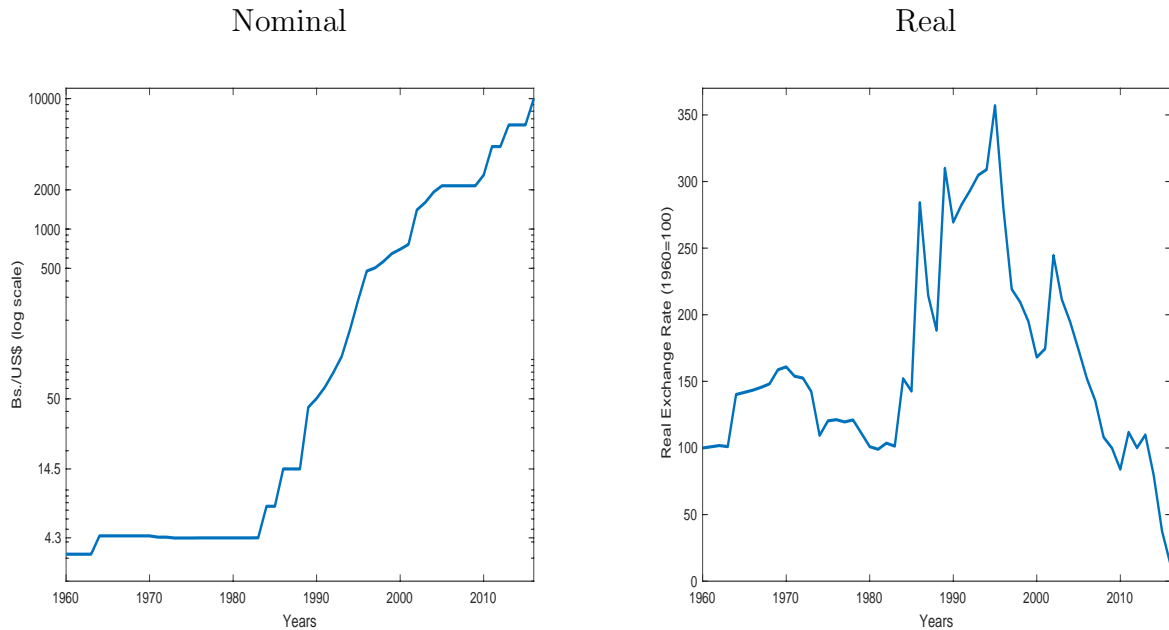 Nominal
10000
2000
1000
500
50
14.5
4.3
1960 1970 1980 1990 2000 2010
Years
Bs./US$ (log scale)
Real
350
300
250
200
150
100
50
0
1960 1970 1980 1990 2000 2010
Years
Real Exchange Rate (1960=100)